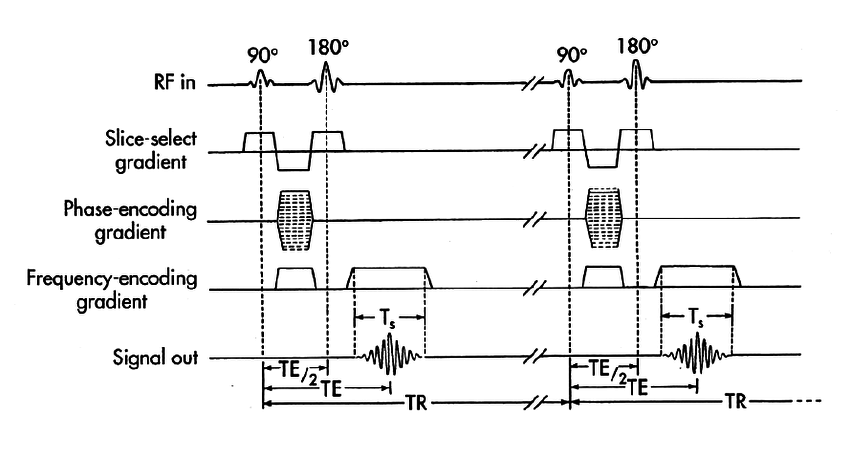 90° 180° 90° 180°
RF in
Slice-select
gradient
Phase-encoding
gradient
Frequency-encoding
gradient
Ts Ts
Signal out
TE/2 TE/2
TE TE
TR TR